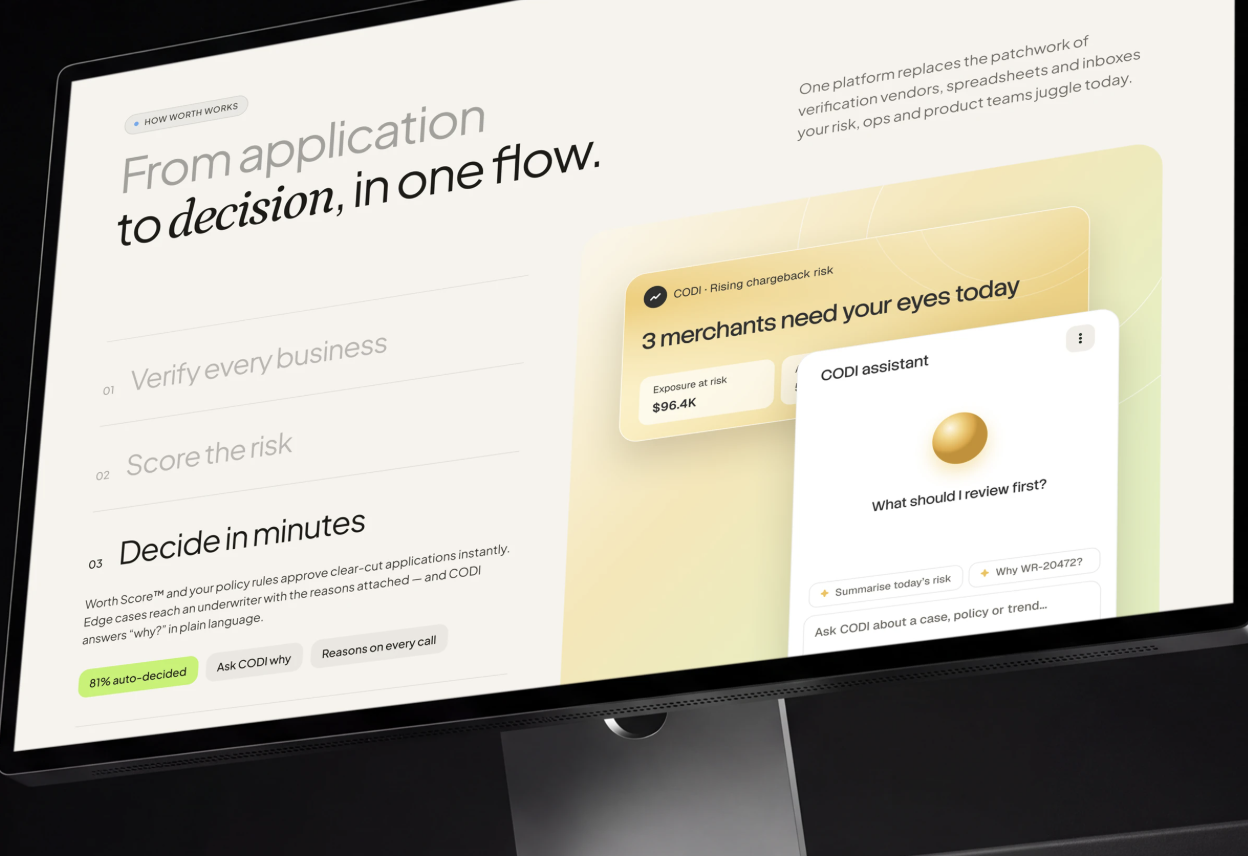 HOW WORTH WORKS
From application
to decision, in one flow.
One platform replaces the patchwork of
verification vendors, spreadsheets and inboxes
your risk, ops and product teams juggle today.
01 Verify every business
02 Score the risk
03 Decide in minutes
Worth Score™ and your policy rules approve clear-cut applications instantly.
Edge cases reach an underwriter with the reasons attached — and CODI
answers “why?” in plain language.
81% auto-decided
Ask CODI why
Reasons on every call
CODI · Rising chargeback risk
3 merchants need your eyes today
Exposure at risk
$96.4K
CODI assistant
What should I review first?
Summarise today's risk
Why WR-20472?
Ask CODI about a case, policy or trend...